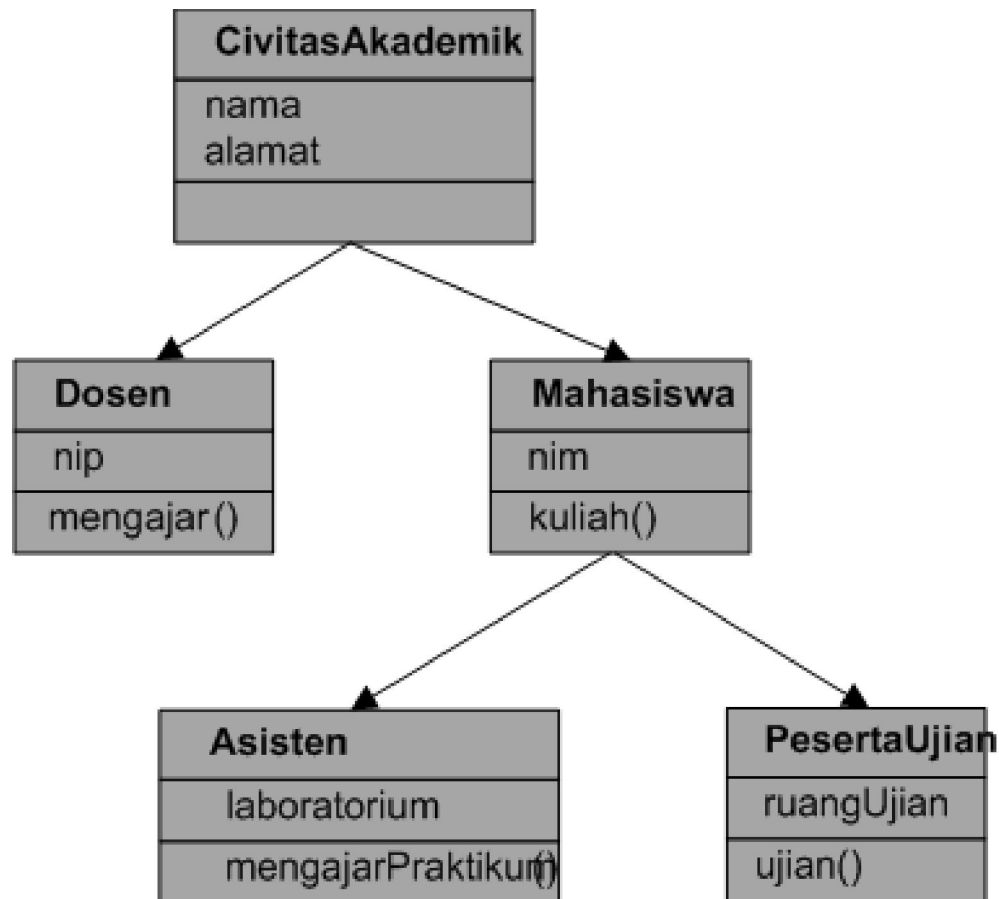 CivitasAkademik
nama
alamat
Dosen
nip
mengajar()
Mahasiswa
nim
kuliah()
Asisten
laboratorium
mengajarPraktikum()
PesertaUjian
ruangUjian
ujian()